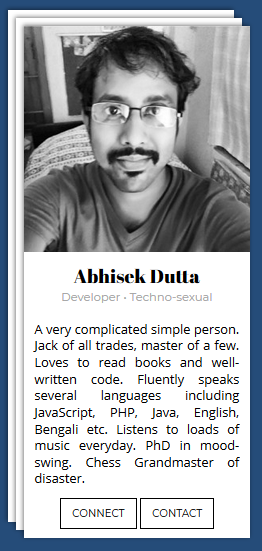 Abhisek Dutta
Developer • Techno-sexual
A very complicated simple person.
Jack of all trades, master of a few.
Loves to read books and well-
written code. Fluently speaks
several languages including
JavaScript, PHP, Java, English,
Bengali etc. Listens to loads of
music everyday. PhD in mood-
swing. Chess Grandmaster of
disaster.
CONNECT CONTACT